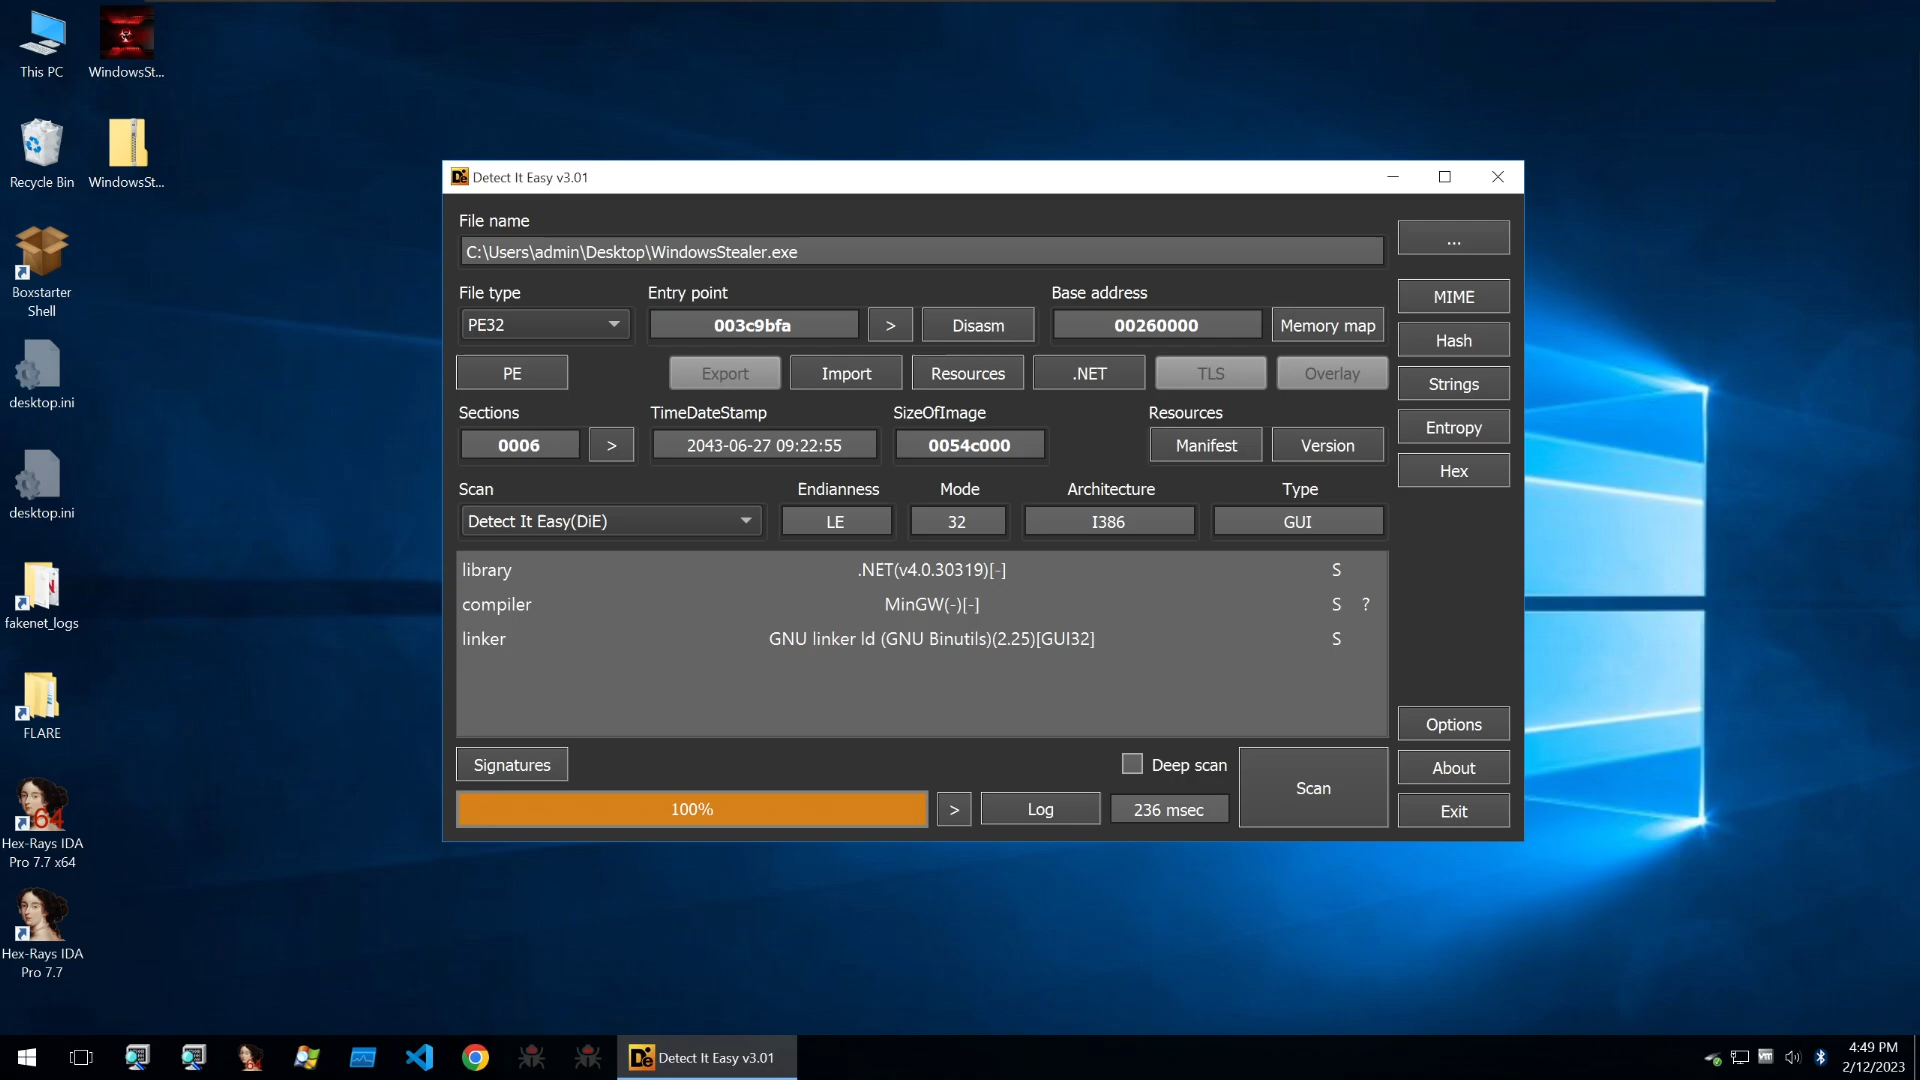 This PC
WindowsSt...
Recycle Bin
WindowsSt...
Boxstarter
Shell
desktop.ini
desktop.ini
fakenet_logs
FLARE
64
Hex-Rays IDA
Pro 7.7 x64
Hex-Rays IDA
Pro 7.7
Detect It Easy v3.01
File name
C:\Users\admin\Desktop\WindowsStealer.exe
...
File type
Entry point
Base address
PE32
003c9bfa
>
Disasm
00260000
Memory map
MIME
Hash
PE
Export
Import
Resources
.NET
TLS
Overlay
Strings
Sections
TimeDateStamp
SizeOfImage
Resources
0006
>
2043-06-27 09:22:55
0054c000
Manifest
Version
Entropy
Hex
Scan
Endianness
Mode
Architecture
Type
Detect It Easy(DiE)
LE
32
I386
GUI
library .NET(v4.0.30319)[-] S
compiler MinGW(-)[-] S ?
linker GNU linker ld (GNU Binutils)(2.25)[GUI32] S
Options
Signatures
Deep scan
Scan
About
100%
>
Log
236 msec
Exit
De Detect It Easy v3.01
4:49 PM
2/12/2023